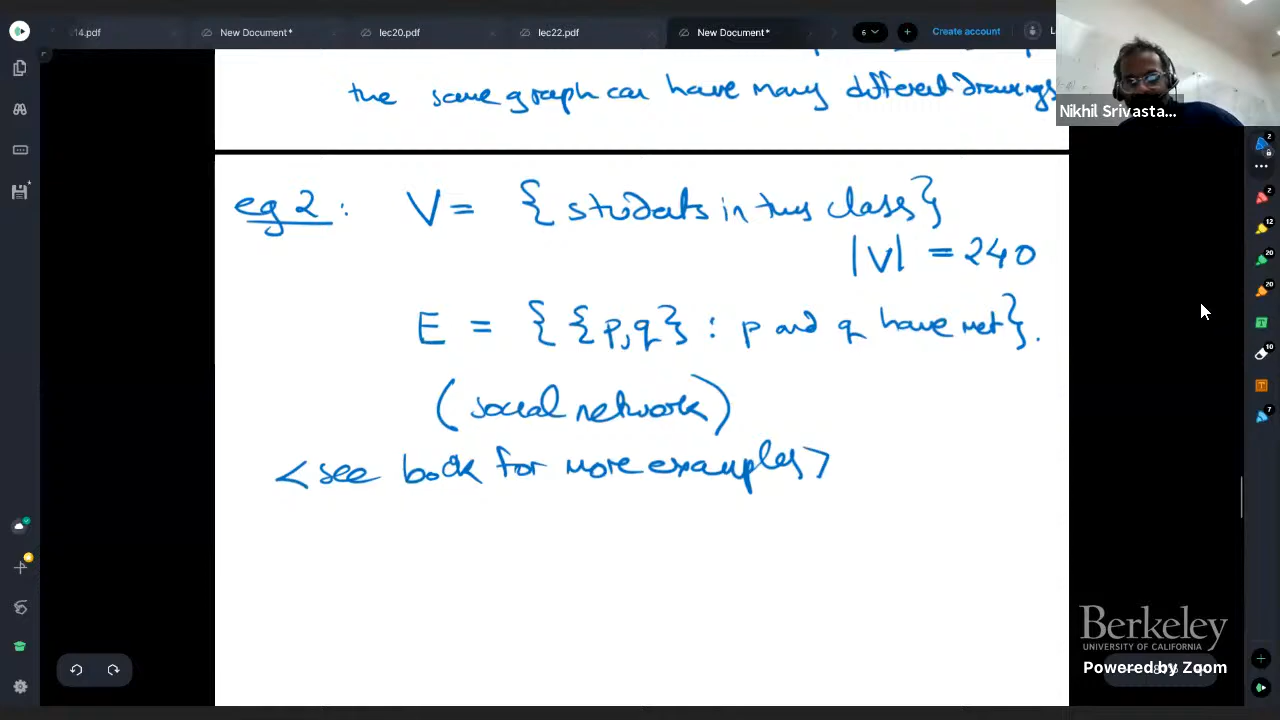 14.pdf
New Document*
lec20.pdf
lec22.pdf
New Document*
6
Create account
the same graph can have many different drawings
Nikhil Srivasta...
eg 2: V = { students in this class}
|V| = 240
E = { {p,q} : p and q have met}.
(social network)
<see book for more examples>
Berkeley
UNIVERSITY OF CALIFORNIA
Powered by Zoom